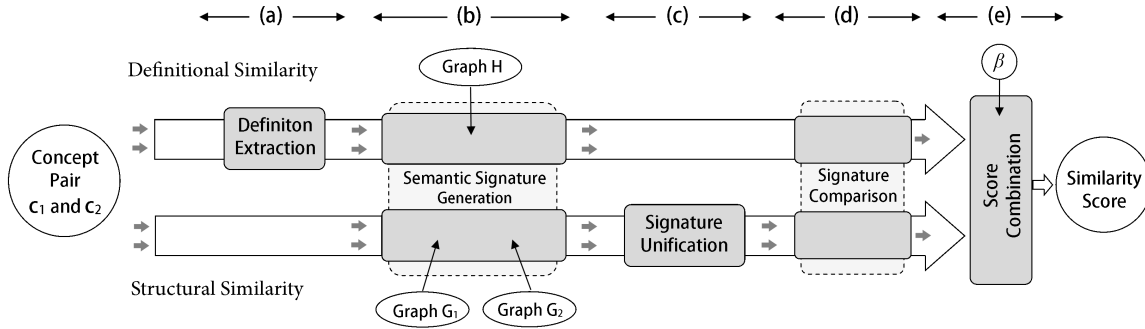 (a) (b) (c) (d) (e)
Definitional Similarity
Graph H
β
Definiton
Extraction
Concept
Pair
c1 and c2
Semantic Signature
Generation
Signature
Comparison
Score
Combination
Similarity
Score
Signature
Unification
Structural Similarity
Graph G1
Graph G2